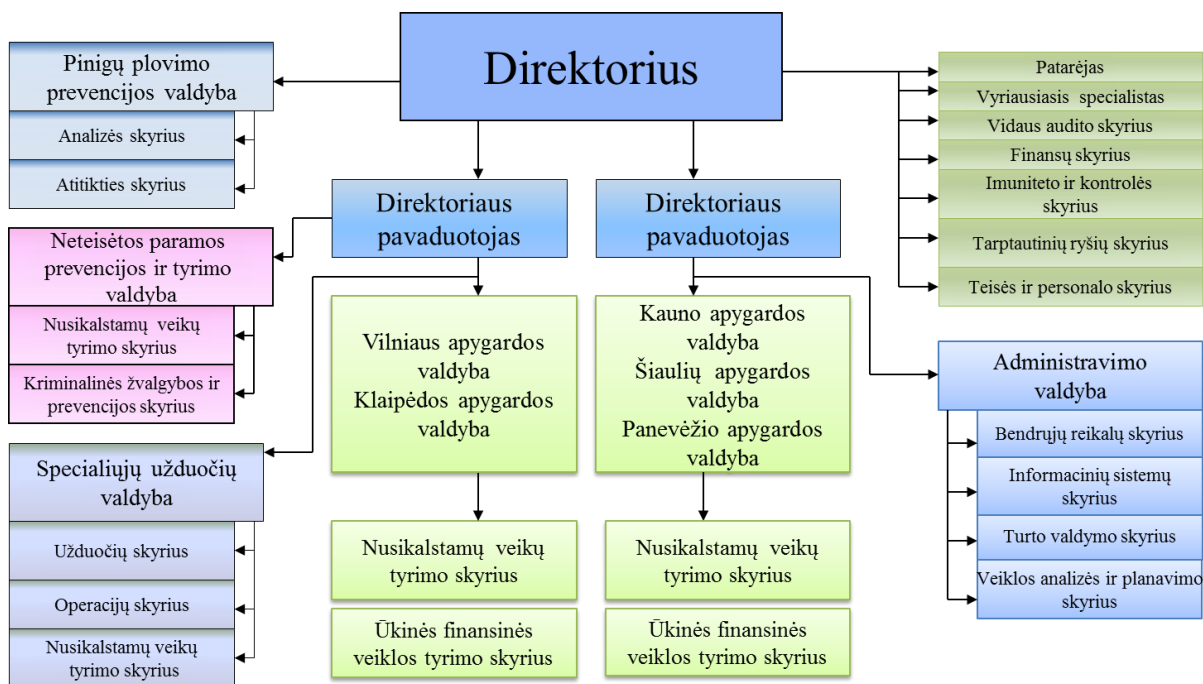 Direktorius
Pinigų plovimo
prevencijos valdyba
Analizės skyrius
Atitikties skyrius
Patarėjas
Vyriausiasis specialistas
Vidaus audito skyrius
Finansų skyrius
Imuniteto ir kontrolės
skyrius
Tarptautinių ryšių skyrius
Teisės ir personalo skyrius
Direktoriaus
pavaduotojas
Direktoriaus
pavaduotojas
Neteisėtos paramos
prevencijos ir tyrimo
valdyba
Nusikalstamų veikų
tyrimo skyrius
Kriminalinės žvalgybos ir
prevencijos skyrius
Vilniaus apygardos
valdyba
Klaipėdos apygardos
valdyba
Kauno apygardos
valdyba
Šiaulių apygardos
valdyba
Panevėžio apygardos
valdyba
Administravimo
valdyba
Bendrųjų reikalų skyrius
Informacinių sistemų
skyrius
Turto valdymo skyrius
Veiklos analizės ir planavimo
skyrius
Specialiųjų užduočių
valdyba
Užduočių skyrius
Operacijų skyrius
Nusikalstamų veikų
tyrimo skyrius
Nusikalstamų veikų
tyrimo skyrius
Ūkinės finansinės
veiklos tyrimo skyrius
Nusikalstamų veikų
tyrimo skyrius
Ūkinės finansinės
veiklos tyrimo skyrius